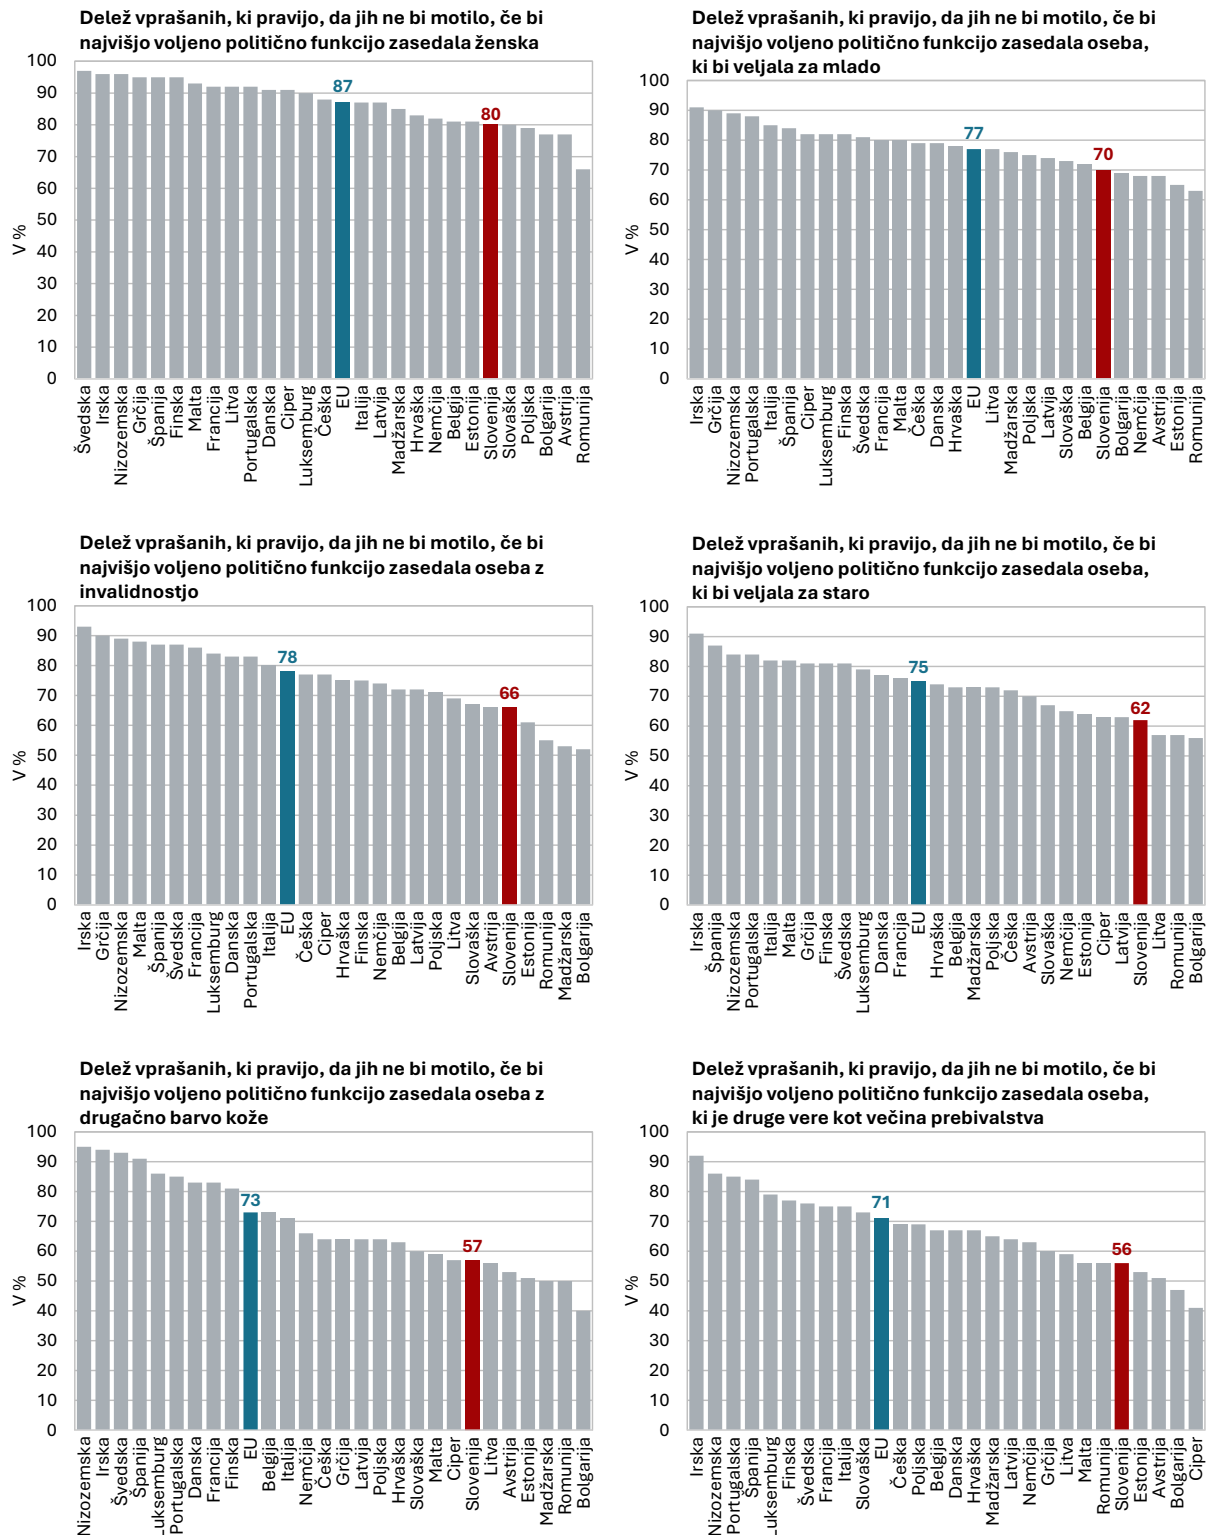 Delež vprašanih, ki pravijo, da jih ne bi motilo, če bi
najvišjo voljeno politično funkcijo zasedala ženska
V %
100
90
80
70
60
50
40
30
20
10
0
87
80
Švedska
Irska
Nizozemska
Grčija
Španija
Finska
Malta
Francija
Litva
Portugalska
Danska
Ciper
Luksemburg
Češka
EU
Italija
Latvija
Madžarska
Hrvaška
Nemčija
Belgija
Estonija
Slovenija
Slovaška
Poljska
Bolgarija
Avstrija
Romunija
Delež vprašanih, ki pravijo, da jih ne bi motilo, če bi
najvišjo voljeno politično funkcijo zasedala oseba,
ki bi veljala za mlado
V %
100
90
80
70
60
50
40
30
20
10
0
77
70
Irska
Grčija
Nizozemska
Portugalska
Italija
Španija
Ciper
Luksemburg
Finska
Švedska
Francija
Malta
Češka
Danska
Hrvaška
EU
Litva
Madžarska
Poljska
Latvija
Slovaška
Belgija
Slovenija
Bolgarija
Nemčija
Avstrija
Estonija
Romunija
Delež vprašanih, ki pravijo, da jih ne bi motilo, če bi
najvišjo voljeno politično funkcijo zasedala oseba z
invalidnostjo
V %
100
90
80
70
60
50
40
30
20
10
0
78
66
Irska
Grčija
Nizozemska
Malta
Španija
Švedska
Francija
Luksemburg
Danska
Portugalska
Italija
EU
Češka
Ciper
Hrvaška
Finska
Nemčija
Belgija
Latvija
Poljska
Litva
Slovaška
Avstrija
Slovenija
Estonija
Romunija
Madžarska
Bolgarija
Delež vprašanih, ki pravijo, da jih ne bi motilo, če bi
najvišjo voljeno politično funkcijo zasedala oseba,
ki bi veljala za staro
V %
100
90
80
70
60
50
40
30
20
10
0
75
62
Irska
Španija
Nizozemska
Portugalska
Italija
Malta
Grčija
Finska
Švedska
Luksemburg
Danska
Francija
EU
Hrvaška
Belgija
Madžarska
Poljska
Češka
Avstrija
Slovaška
Nemčija
Estonija
Ciper
Latvija
Slovenija
Litva
Romunija
Bolgarija
Delež vprašanih, ki pravijo, da jih ne bi motilo, če bi
najvišjo voljeno politično funkcijo zasedala oseba z
drugačno barvo kože
V %
100
90
80
70
60
50
40
30
20
10
0
73
57
Nizozemska
Irska
Švedska
Španija
Luksemburg
Portugalska
Danska
Francija
Finska
EU
Belgija
Italija
Nemčija
Češka
Grčija
Latvija
Poljska
Hrvaška
Slovaška
Malta
Ciper
Slovenija
Litva
Avstrija
Estonija
Madžarska
Romunija
Bolgarija
Delež vprašanih, ki pravijo, da jih ne bi motilo, če bi
najvišjo voljeno politično funkcijo zasedala oseba,
ki je druge vere kot večina prebivalstva
V %
100
90
80
70
60
50
40
30
20
10
0
71
56
Irska
Nizozemska
Portugalska
Španija
Luksemburg
Finska
Švedska
Francija
Italija
Slovaška
EU
Češka
Poljska
Belgija
Danska
Hrvaška
Madžarska
Latvija
Nemčija
Grčija
Litva
Malta
Romunija
Slovenija
Estonija
Avstrija
Bolgarija
Ciper